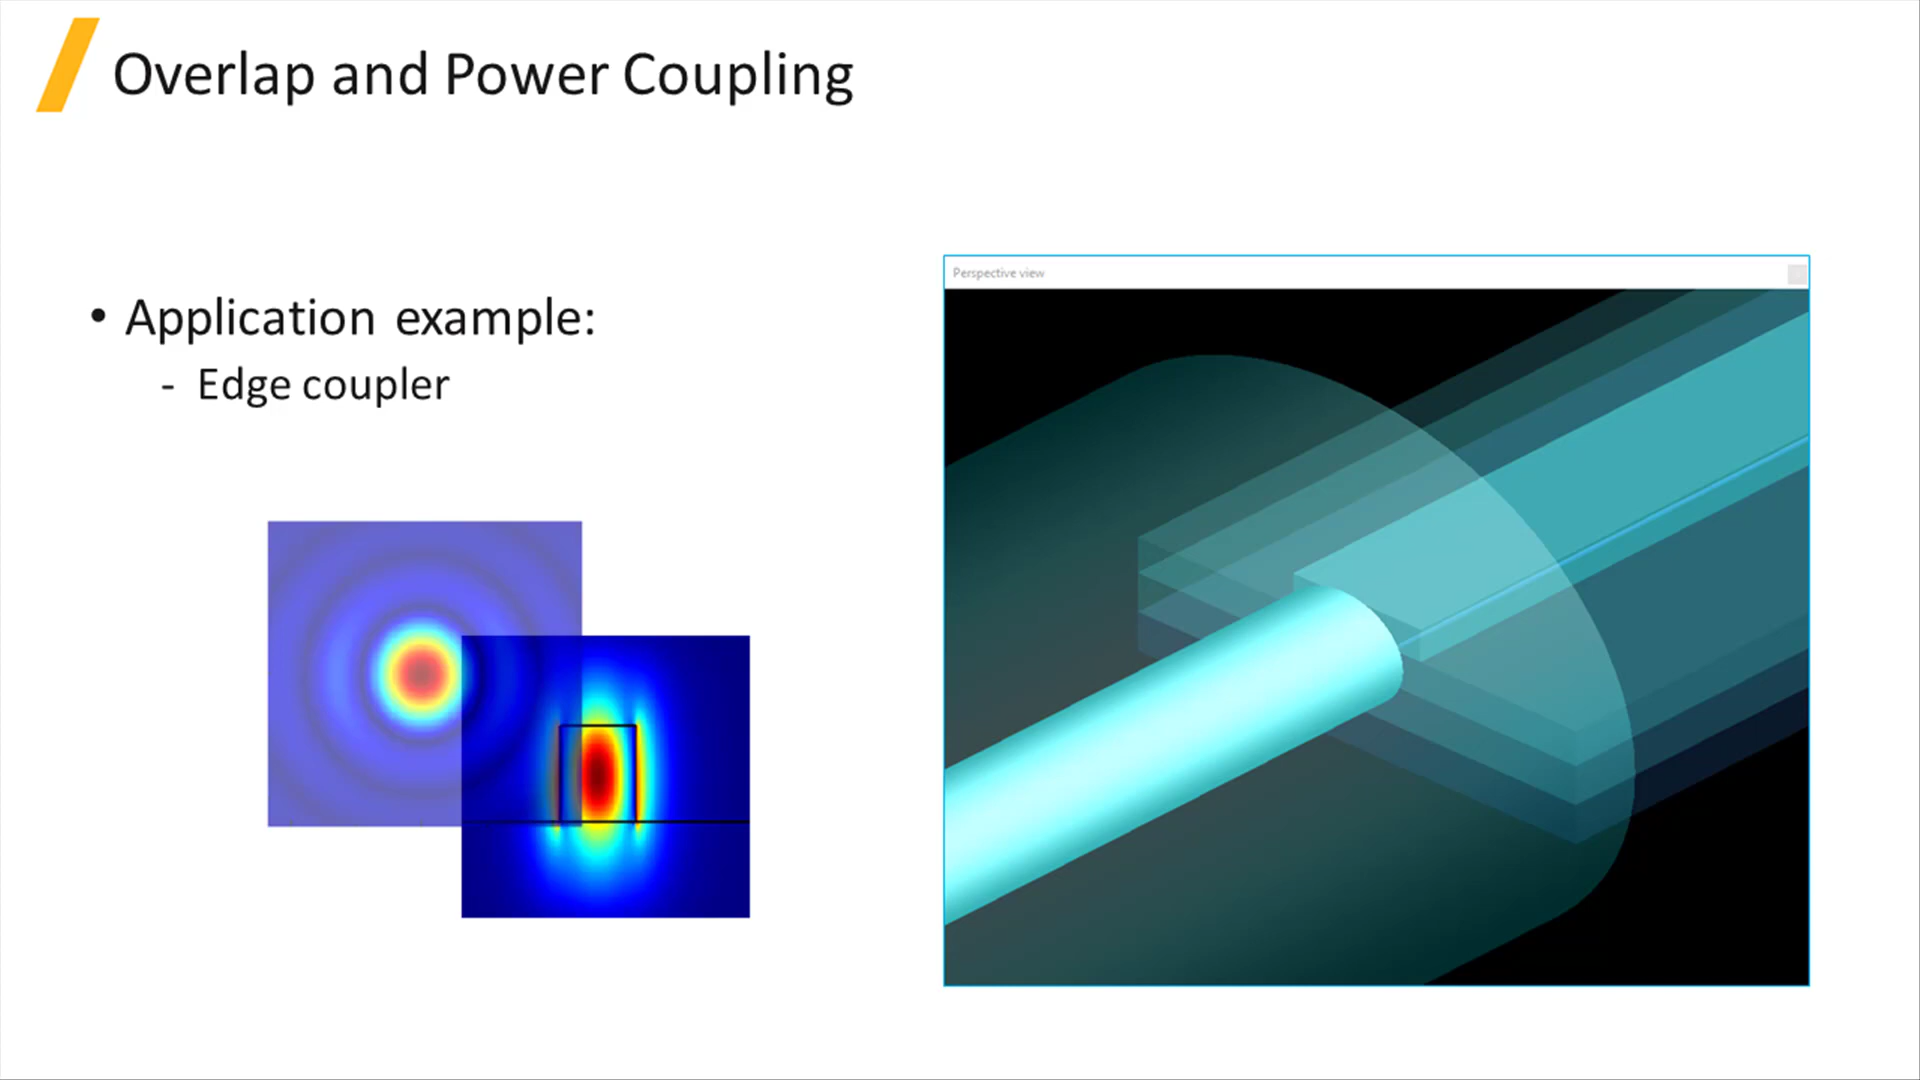 Overlap and Power Coupling
• Application example:
- Edge coupler
Perspective view